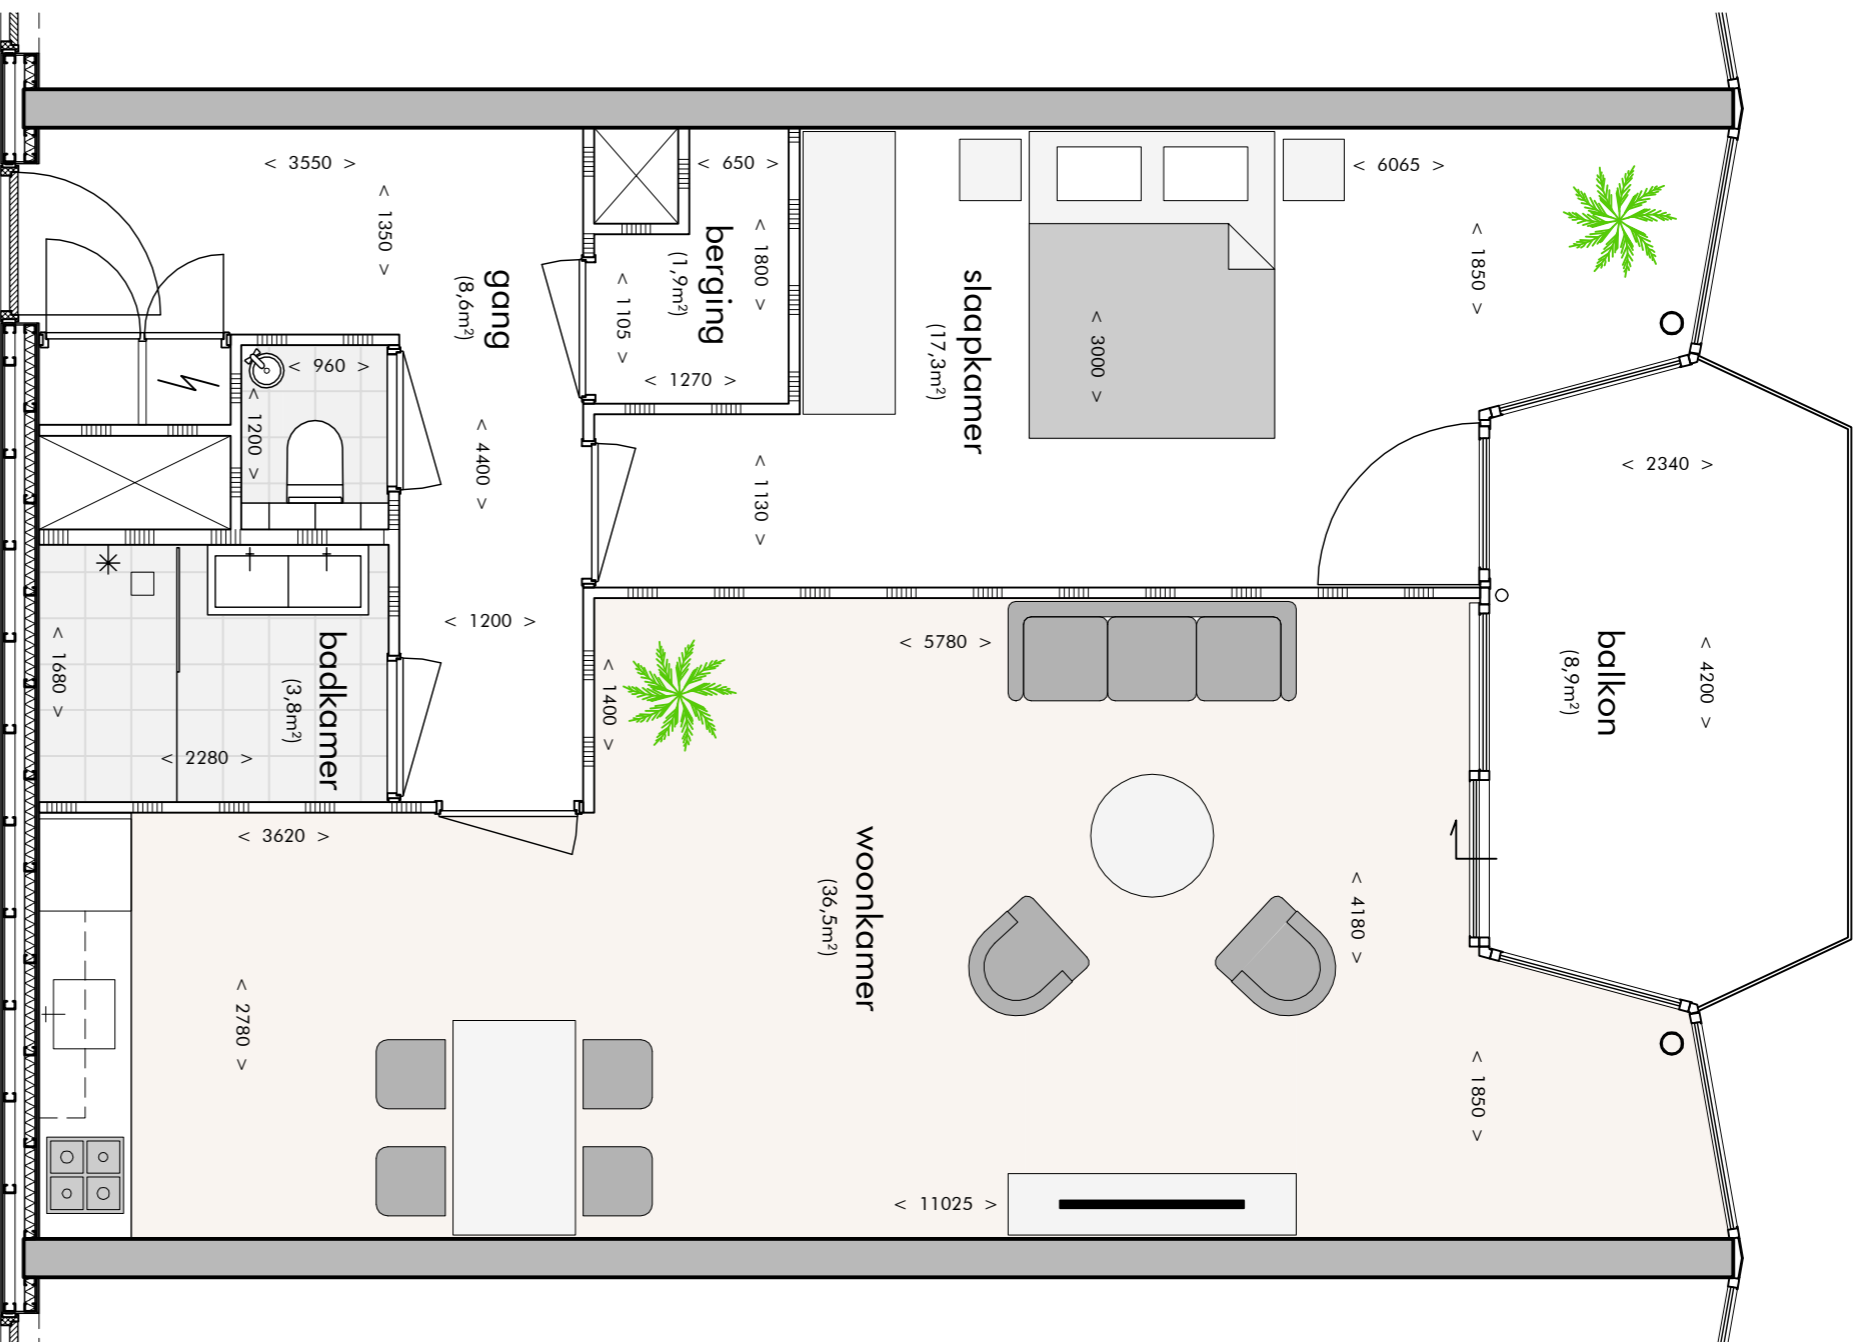 < 3550 >
< 1350 >
gang
(8,6m²)
< 650 >
< 1800 >
berging
(1,9m²)
< 1105 >
< 1270 >
slaapkamer
(17,3m²)
< 3000 >
< 6065 >
< 1850 >
< 1130 >
< 960 >
< 1200 >
< 4400 >
< 1200 >
badkamer
(3,8m²)
< 1680 >
< 2280 >
< 2340 >
balkon
(8,9m²)
< 4200 >
< 5780 >
< 1400 >
< 3620 >
woonkamer
(36,5m²)
< 4180 >
< 2780 >
< 1850 >
< 11025 >